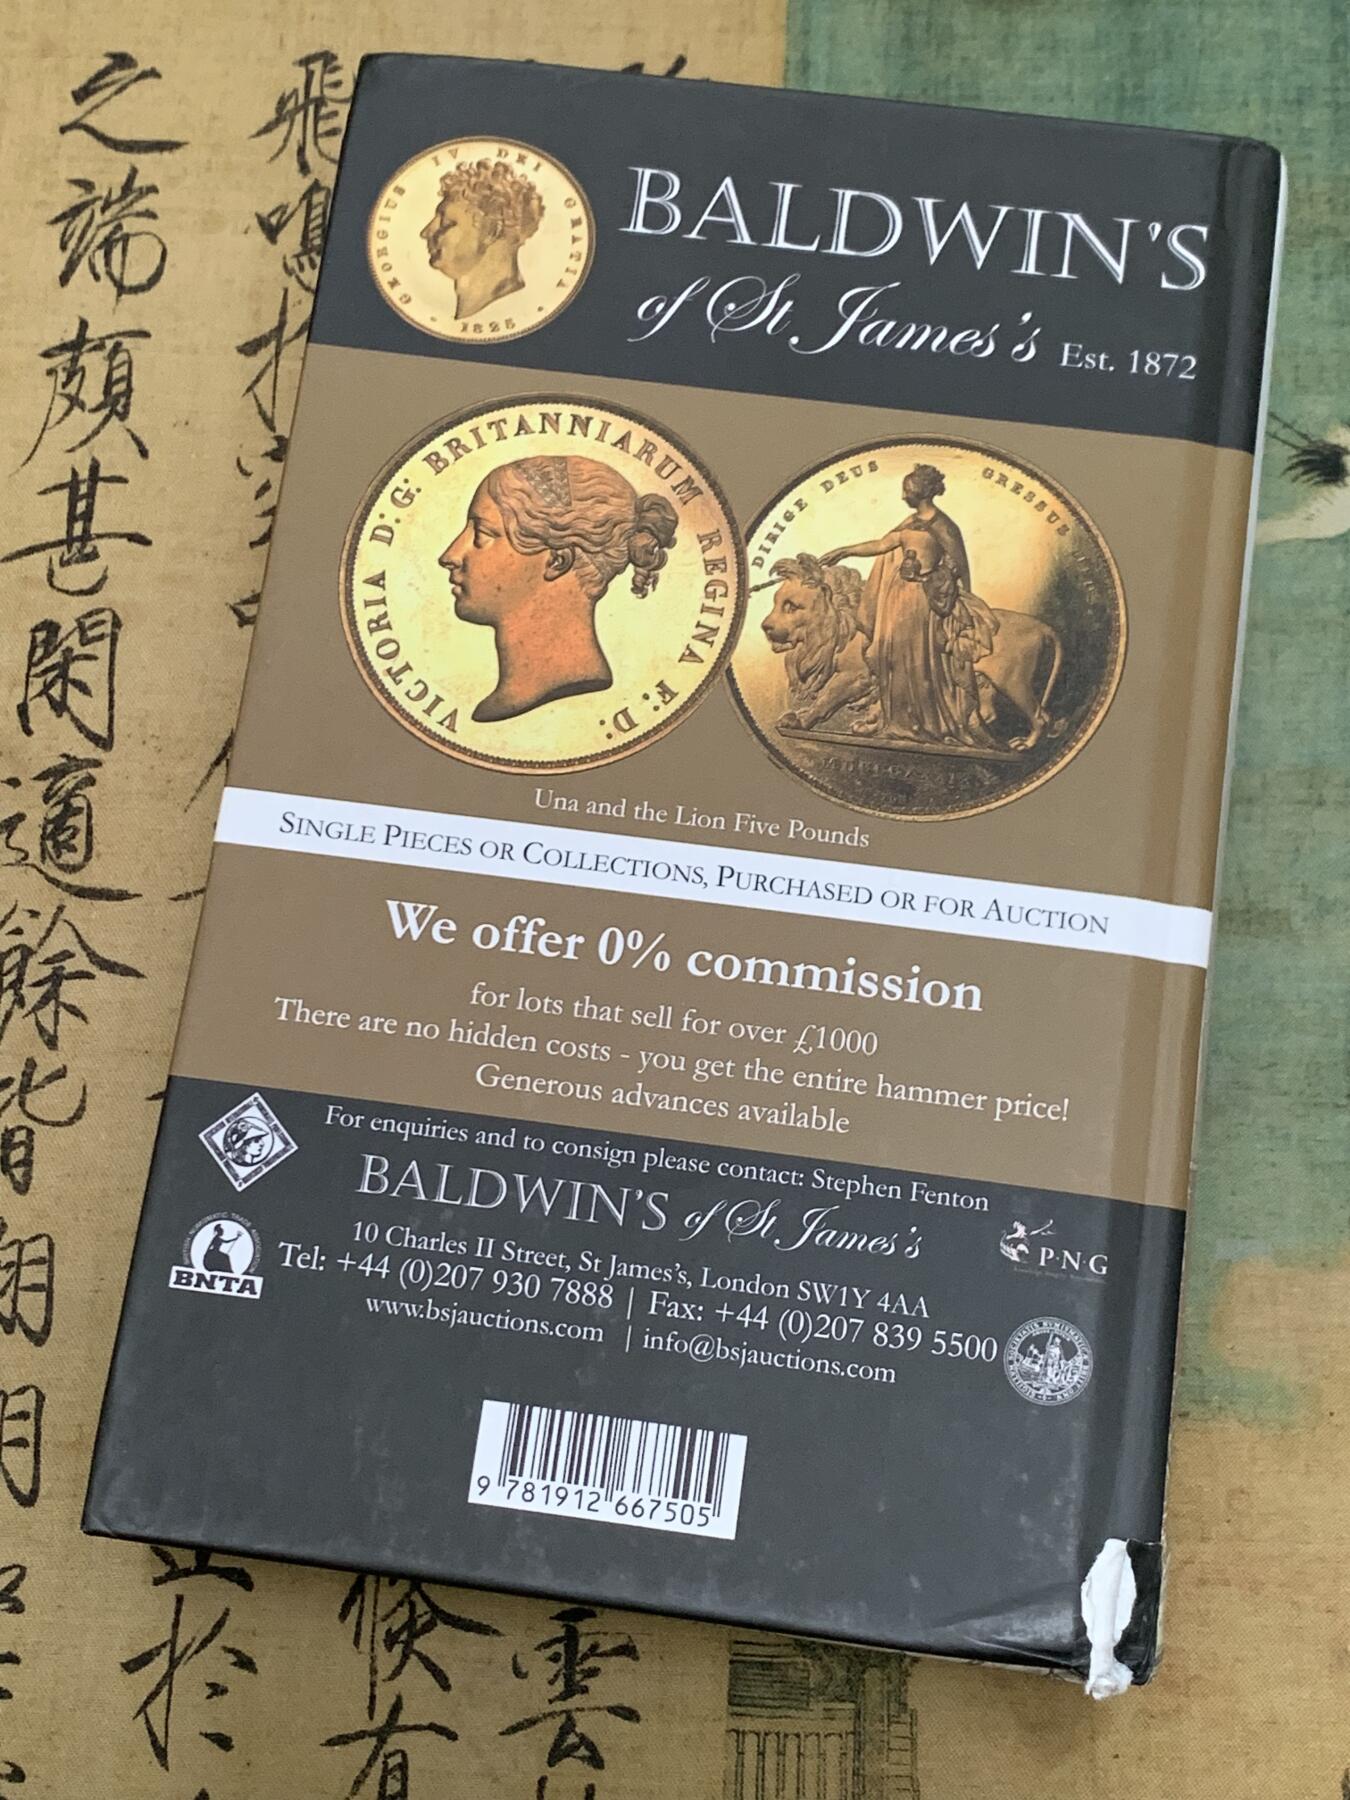 GEORGIUS IV DEI GRATIA
1825
BALDWIN'S
of St James's Est. 1872
VICTORIA D:G: BRITANNIARUM REGINA F:D:
DIRIGE DEUS GRESSUS
Una and the Lion Five Pounds
SINGLE PIECES OR COLLECTIONS, PURCHASED OR FOR AUCTION
We offer 0% commission
for lots that sell for over £1000
There are no hidden costs - you get the entire hammer price!
Generous advances available
For enquiries and to consign please contact: Stephen Fenton
BALDWIN'S of St James's
10 Charles II Street, St James's, London SW1Y 4AA
Tel: +44 (0)207 930 7888 | Fax: +44 (0)207 839 5500
www.bsjauctions.com | info@bsjauctions.com
BNTA
P·N·G
9 781912 667505
飛鳴
之端頗甚閑適餘皆
於
倏有
雲